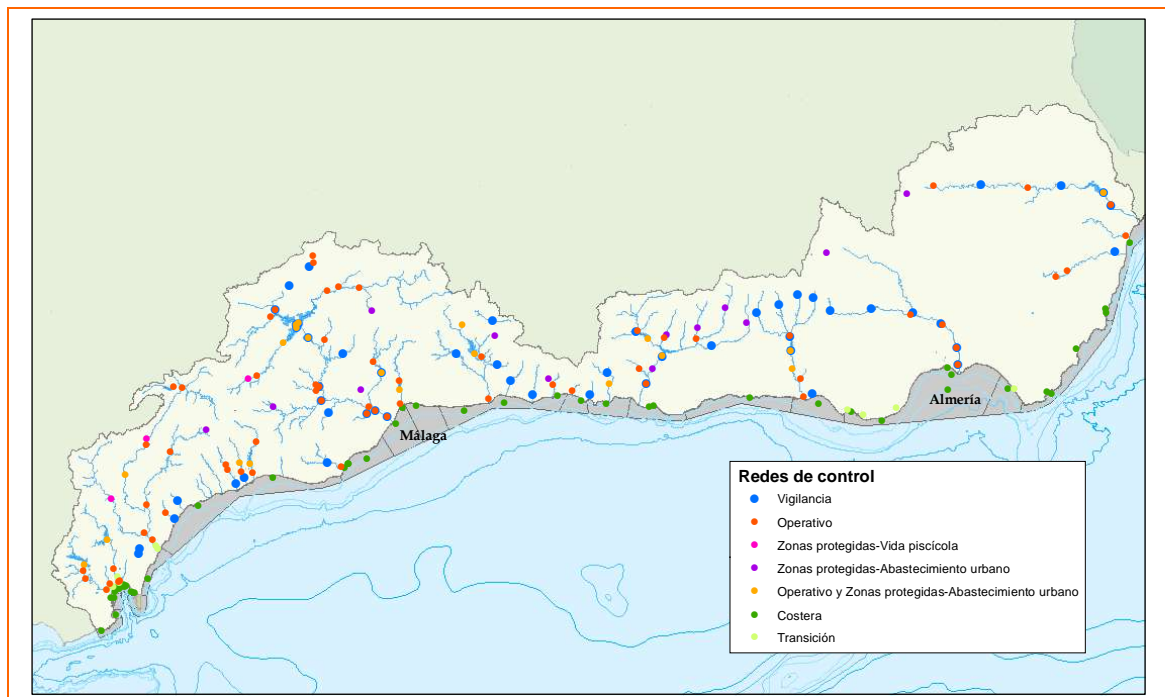 Málaga
Almería
Redes de control
Vigilancia
Operativo
Zonas protegidas-Vida piscícola
Zonas protegidas-Abastecimiento urbano
Operativo y Zonas protegidas-Abastecimiento urbano
Costera
Transición